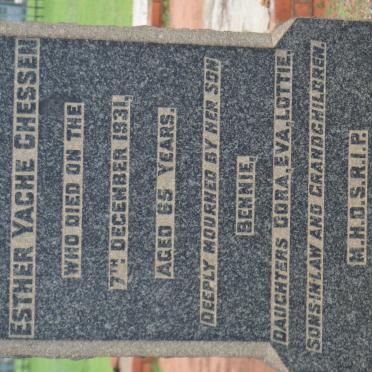 ESTHER YACHE CHESSEN
WHO DIED ON THE
7TH DECEMBER 1931,
AGED 65 YEARS.
DEEPLY MOURNED BY HER SON
BENNIE,
DAUGHTERS DORA, EVA, LOTTIE.
SONS IN LAW AND GRANDCHILDREN.
M.H.D.S.R.I.P.